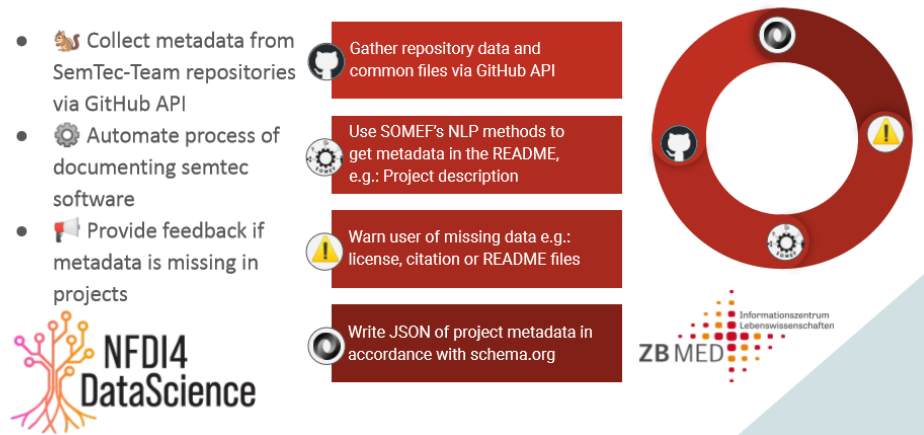 Collect metadata from
SemTec-Team repositories
via GitHub API
Automate process of
documenting semtec
software
Provide feedback if
metadata is missing in
projects
Gather repository data and
common files via GitHub API
Use SOMEF's NLP methods to
get metadata in the README,
e.g.: Project description
Warn user of missing data e.g.:
license, citation or README files
Write JSON of project metadata in
accordance with schema.org
SOMEF
SOMEF
NFDI4
DataScience
Informationszentrum
Lebenswissenschaften
ZB MED